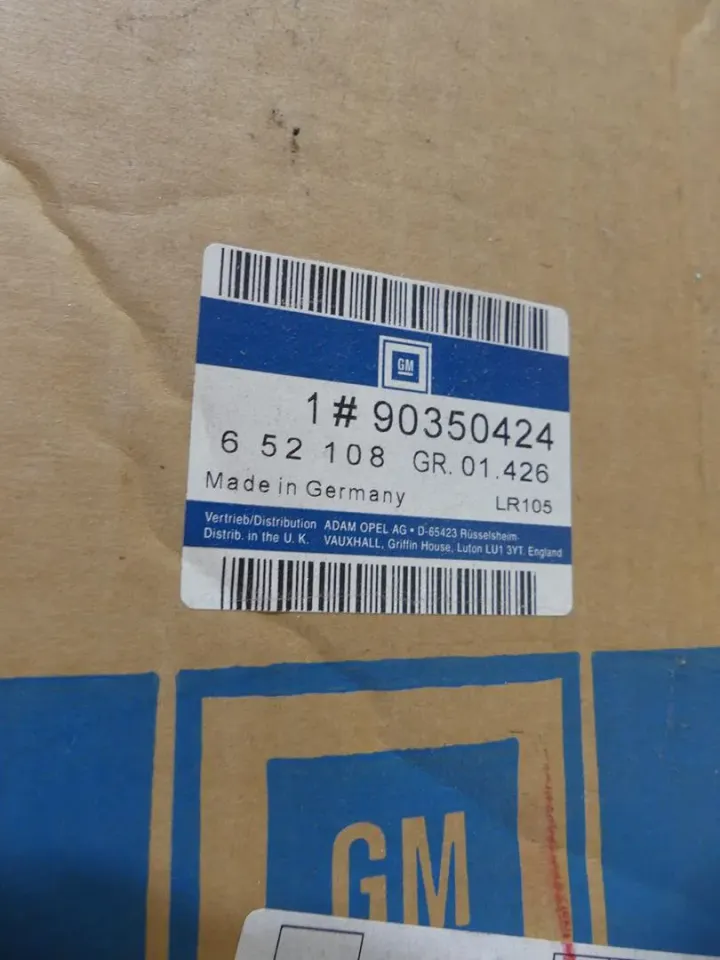 GM
1# 90350424
6 52 108 GR. 01.426
Made in Germany LR105
Vertrieb/Distribution ADAM OPEL AG • D-65423 Rüsselsheim
Distrib. in the U. K. VAUXHALL, Griffin House, Luton LU1 3YT. England
GM